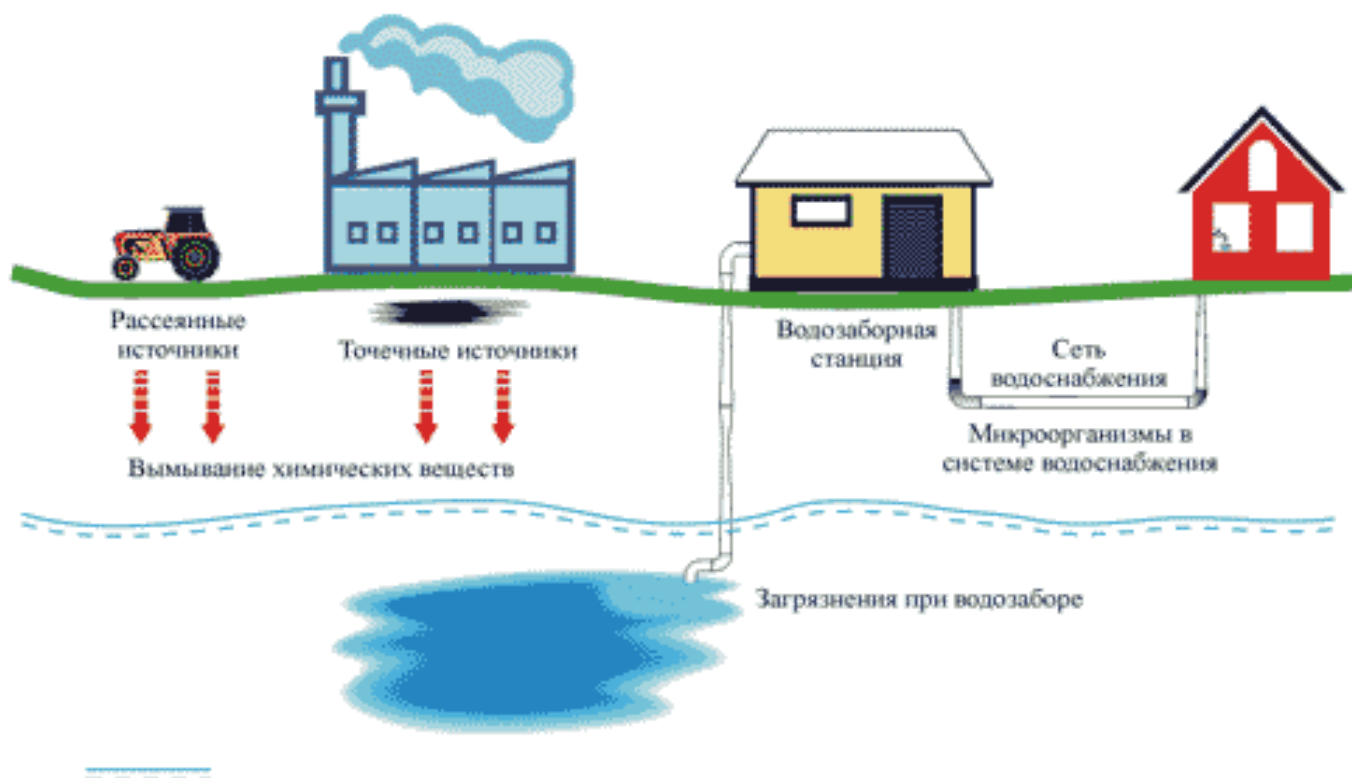 Рассеянные
источники
Точечные источники
Водозаборная
станция
Сеть
водоснабжения
Микроорганизмы в
системе водоснабжения
Вымывание химических веществ
Загрязнения при водозаборе